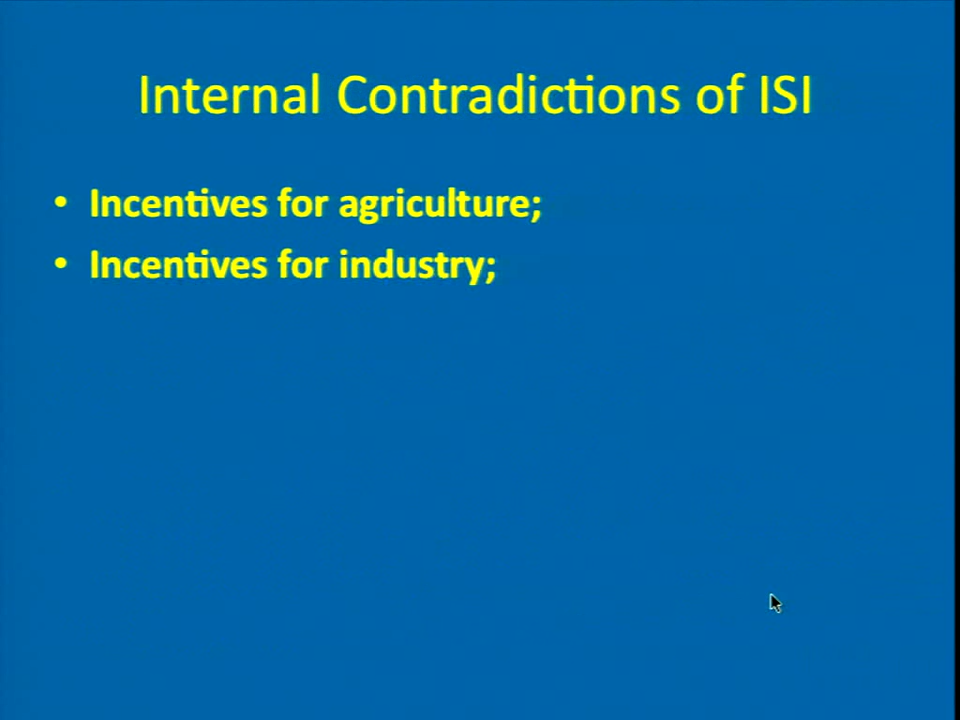 Internal Contradictions of ISI
• Incentives for agriculture;
• Incentives for industry;